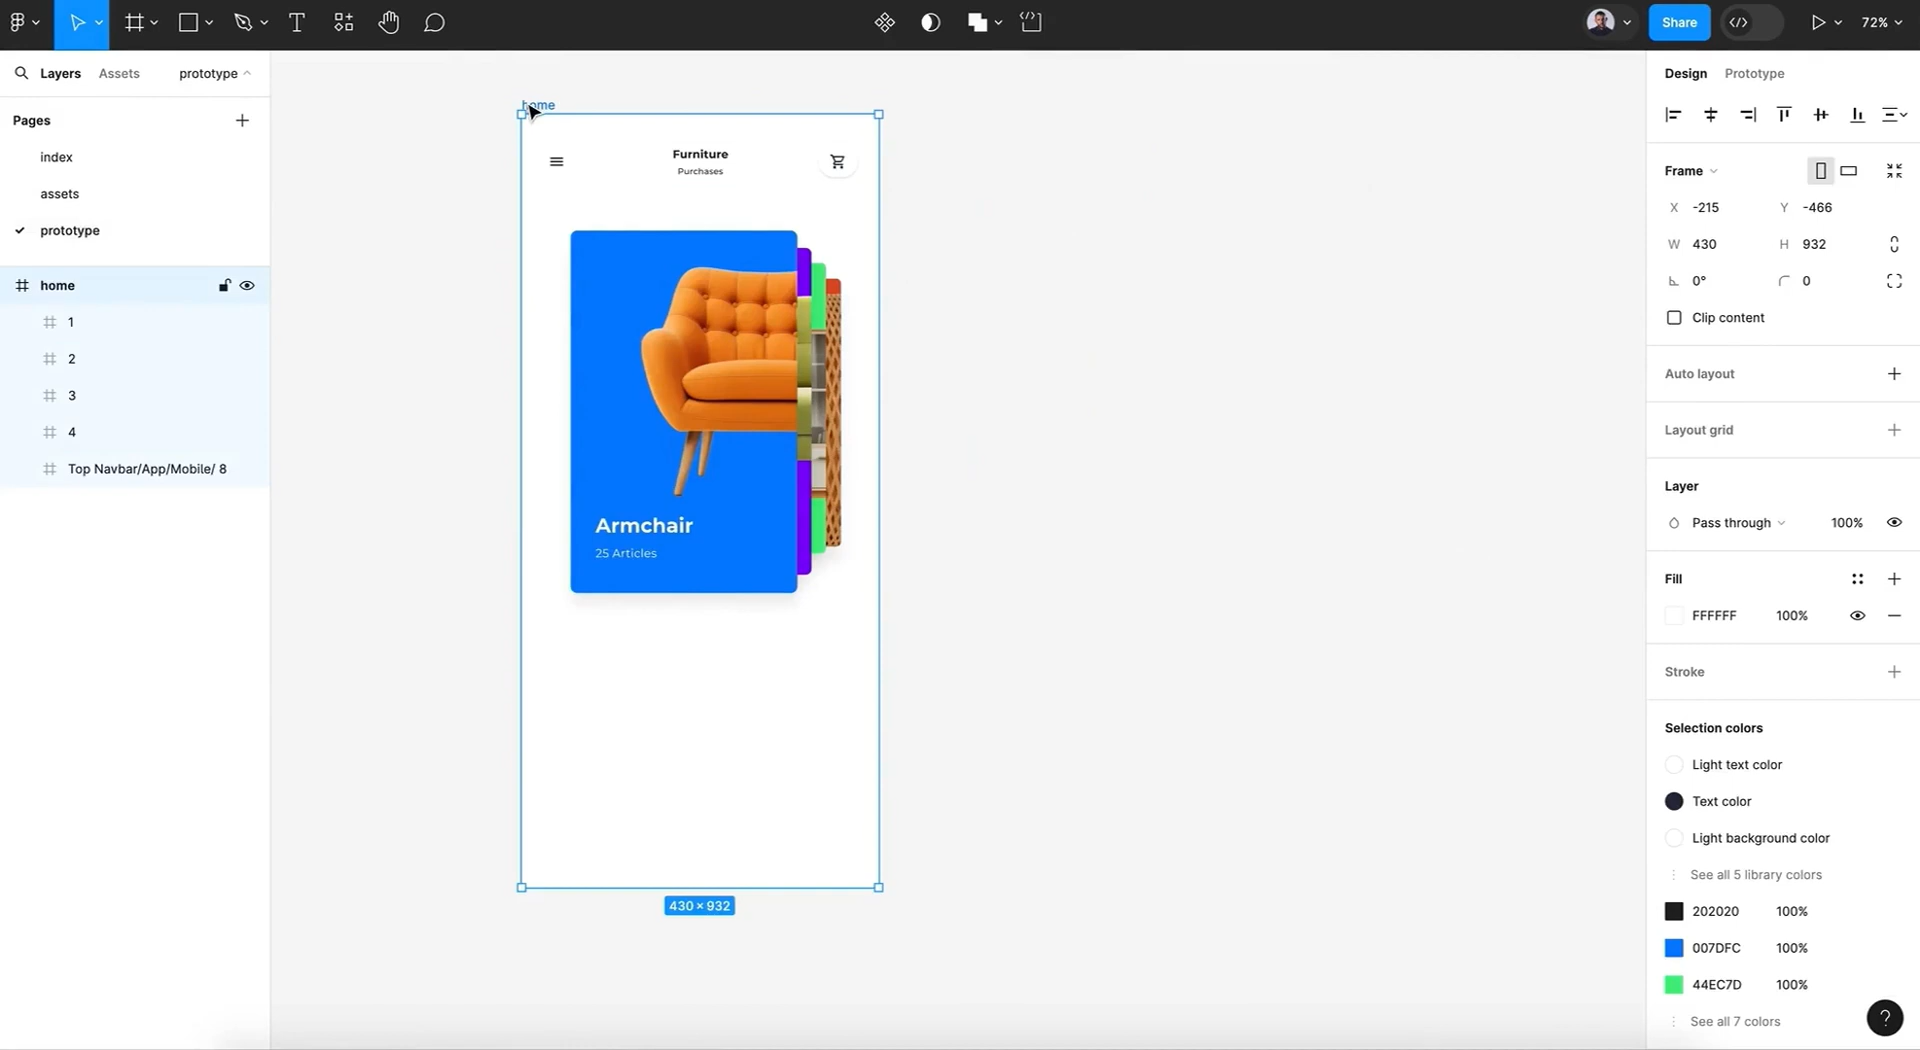 Share
72%
Layers
Assets
prototype
Pages
index
assets
prototype
home
1
2
3
4
Top Navbar/App/Mobile/ 8
home
Furniture
Purchases
Armchair
25 Articles
430 × 932
Design
Prototype
Frame
X -215 Y -466
W 430 H 932
0° 0
Clip content
Auto layout
Layout grid
Layer
Pass through 100%
Fill
FFFFFF 100%
Stroke
Selection colors
Light text color
Text color
Light background color
See all 5 library colors
202020 100%
007DFC 100%
44EC7D 100%
See all 7 colors
?